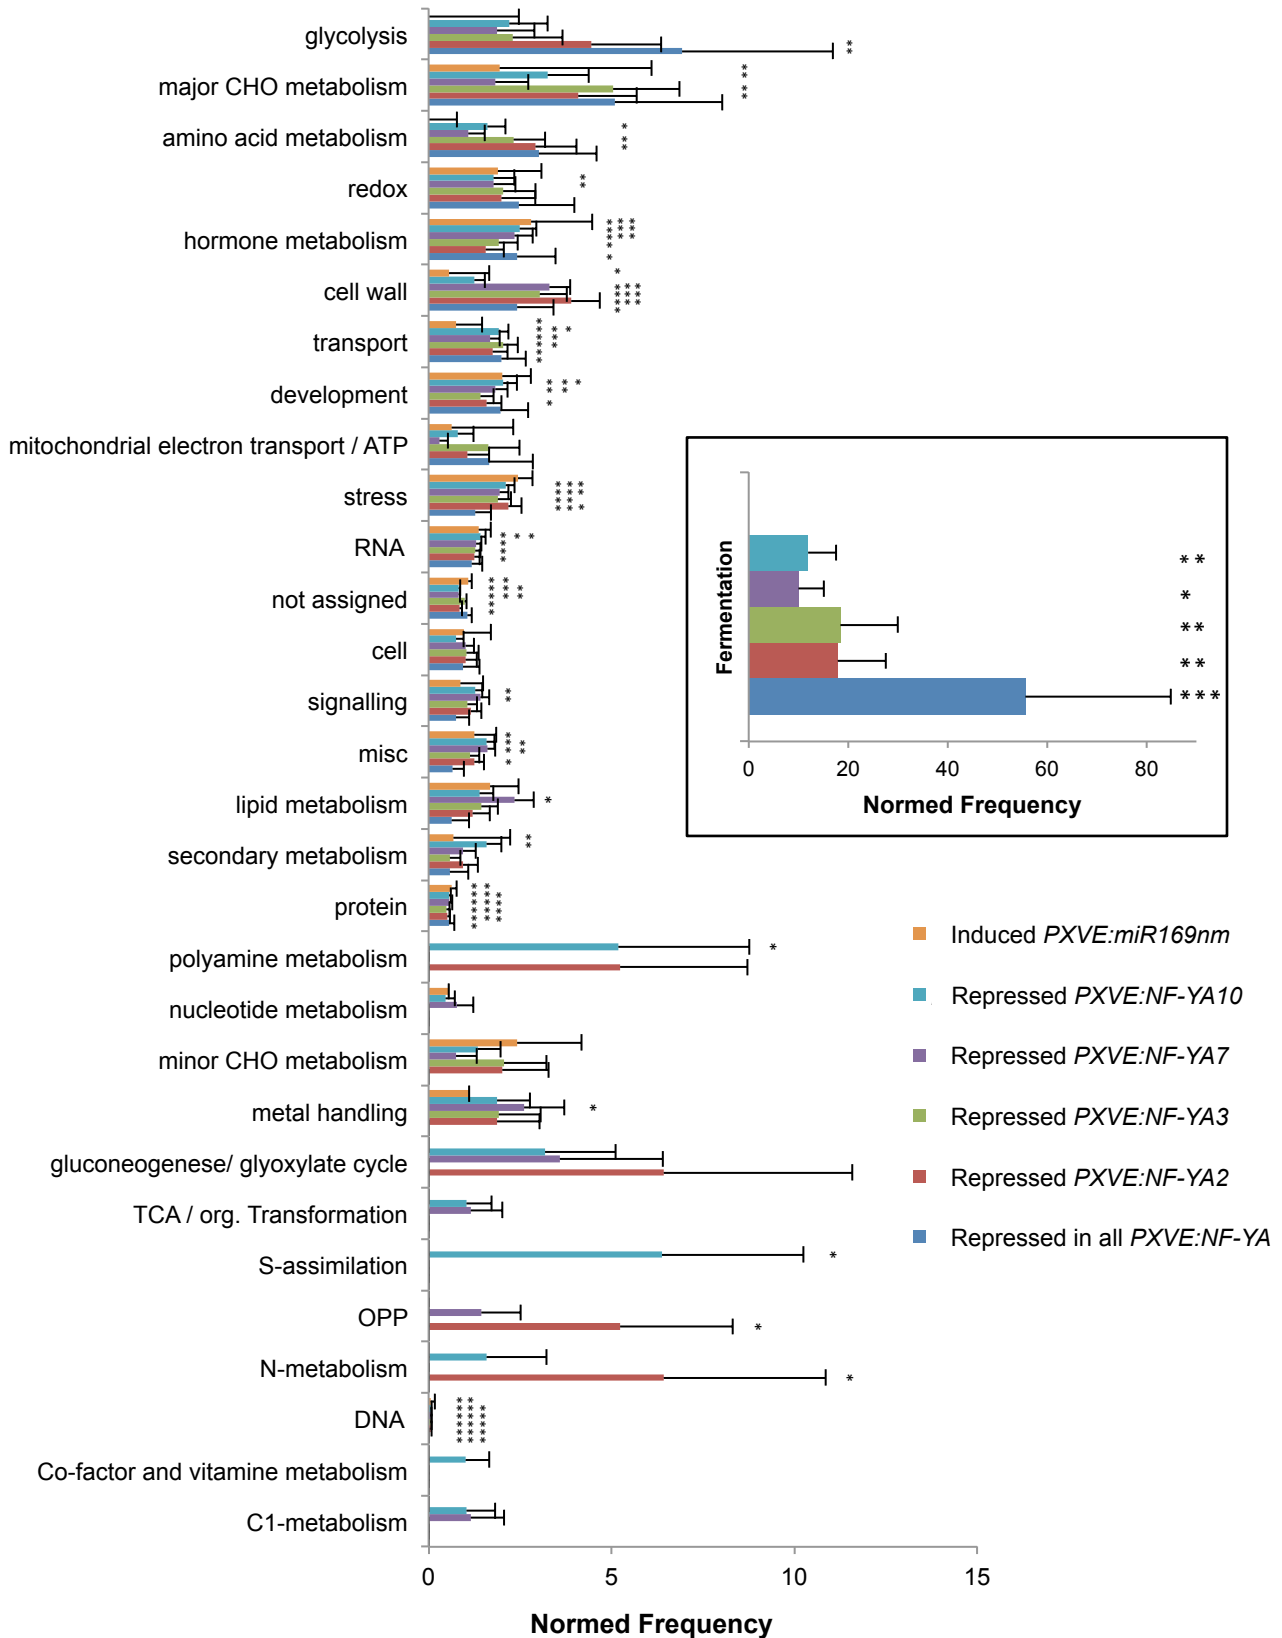 glycolysis
major CHO metabolism
amino acid metabolism
redox
hormone metabolism
cell wall
transport
development
mitochondrial electron transport / ATP
stress
RNA
not assigned
cell
signalling
misc
lipid metabolism
secondary metabolism
protein
polyamine metabolism
nucleotide metabolism
minor CHO metabolism
metal handling
gluconeogenese/ glyoxylate cycle
TCA / org. Transformation
S-assimilation
OPP
N-metabolism
DNA
Co-factor and vitamine metabolism
C1-metabolism
0 5 10 15
Normed Frequency
Fermentation
* *
*
* *
* *
* * *
0 20 40 60 80
Normed Frequency
Induced PXVE:miR169nm
Repressed PXVE:NF-YA10
Repressed PXVE:NF-YA7
Repressed PXVE:NF-YA3
Repressed PXVE:NF-YA2
Repressed in all PXVE:NF-YA